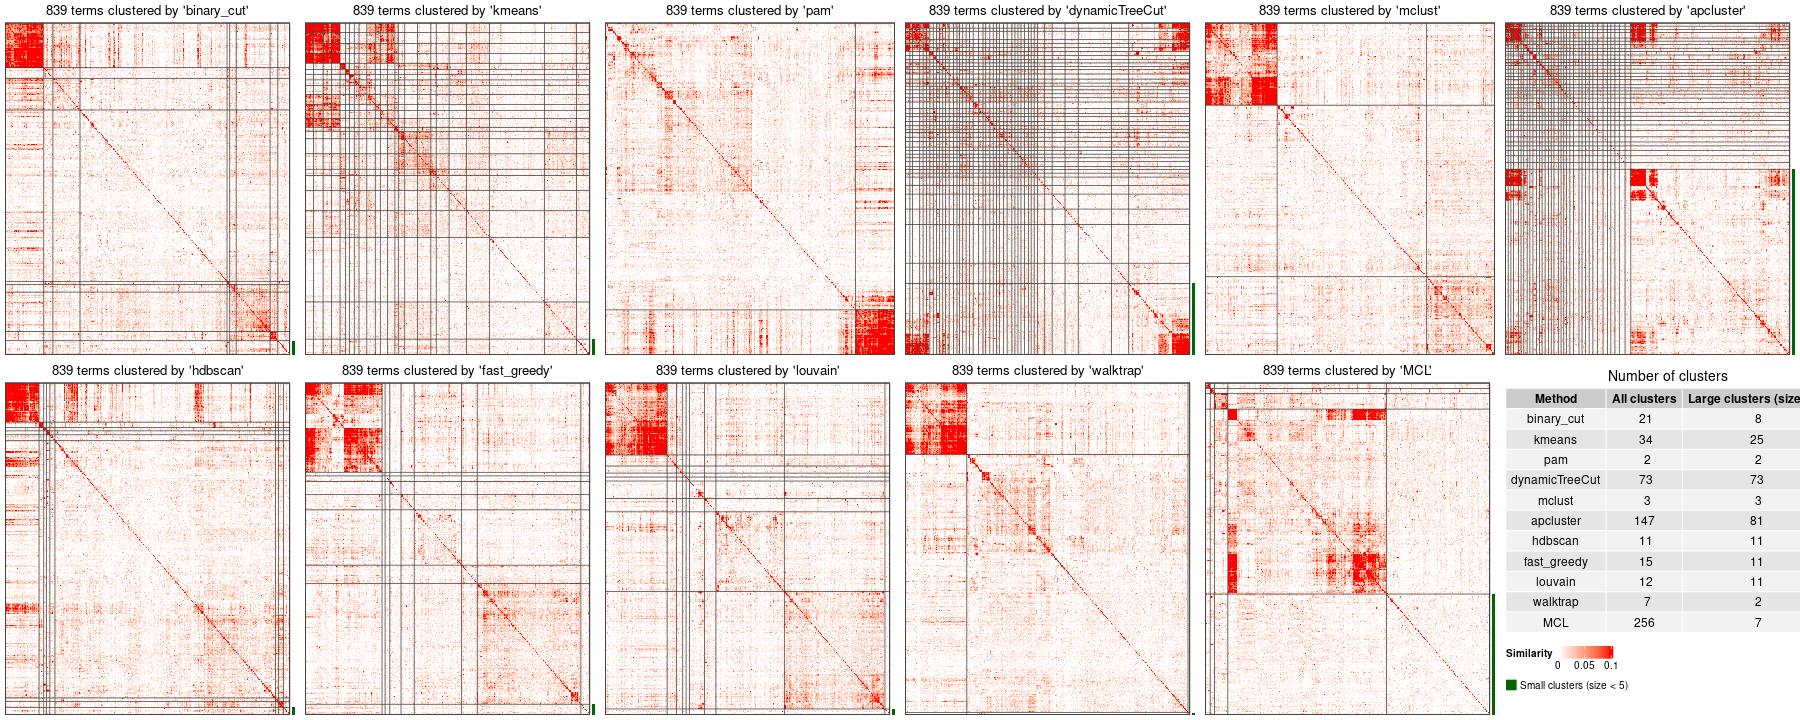 839 terms clustered by 'binary_cut'
839 terms clustered by 'kmeans'
839 terms clustered by 'pam'
839 terms clustered by 'dynamicTreeCut'
839 terms clustered by 'mclust'
839 terms clustered by 'apcluster'
839 terms clustered by 'hdbscan'
839 terms clustered by 'fast_greedy'
839 terms clustered by 'louvain'
839 terms clustered by 'walktrap'
839 terms clustered by 'MCL'
Number of clusters
Method All clusters Large clusters (size
binary_cut 21 8
kmeans 34 25
pam 2 2
dynamicTreeCut 73 73
mclust 3 3
apcluster 147 81
hdbscan 11 11
fast_greedy 15 11
louvain 12 11
walktrap 7 2
MCL 256 7
Similarity
0 0.05 0.1
Small clusters (size < 5)